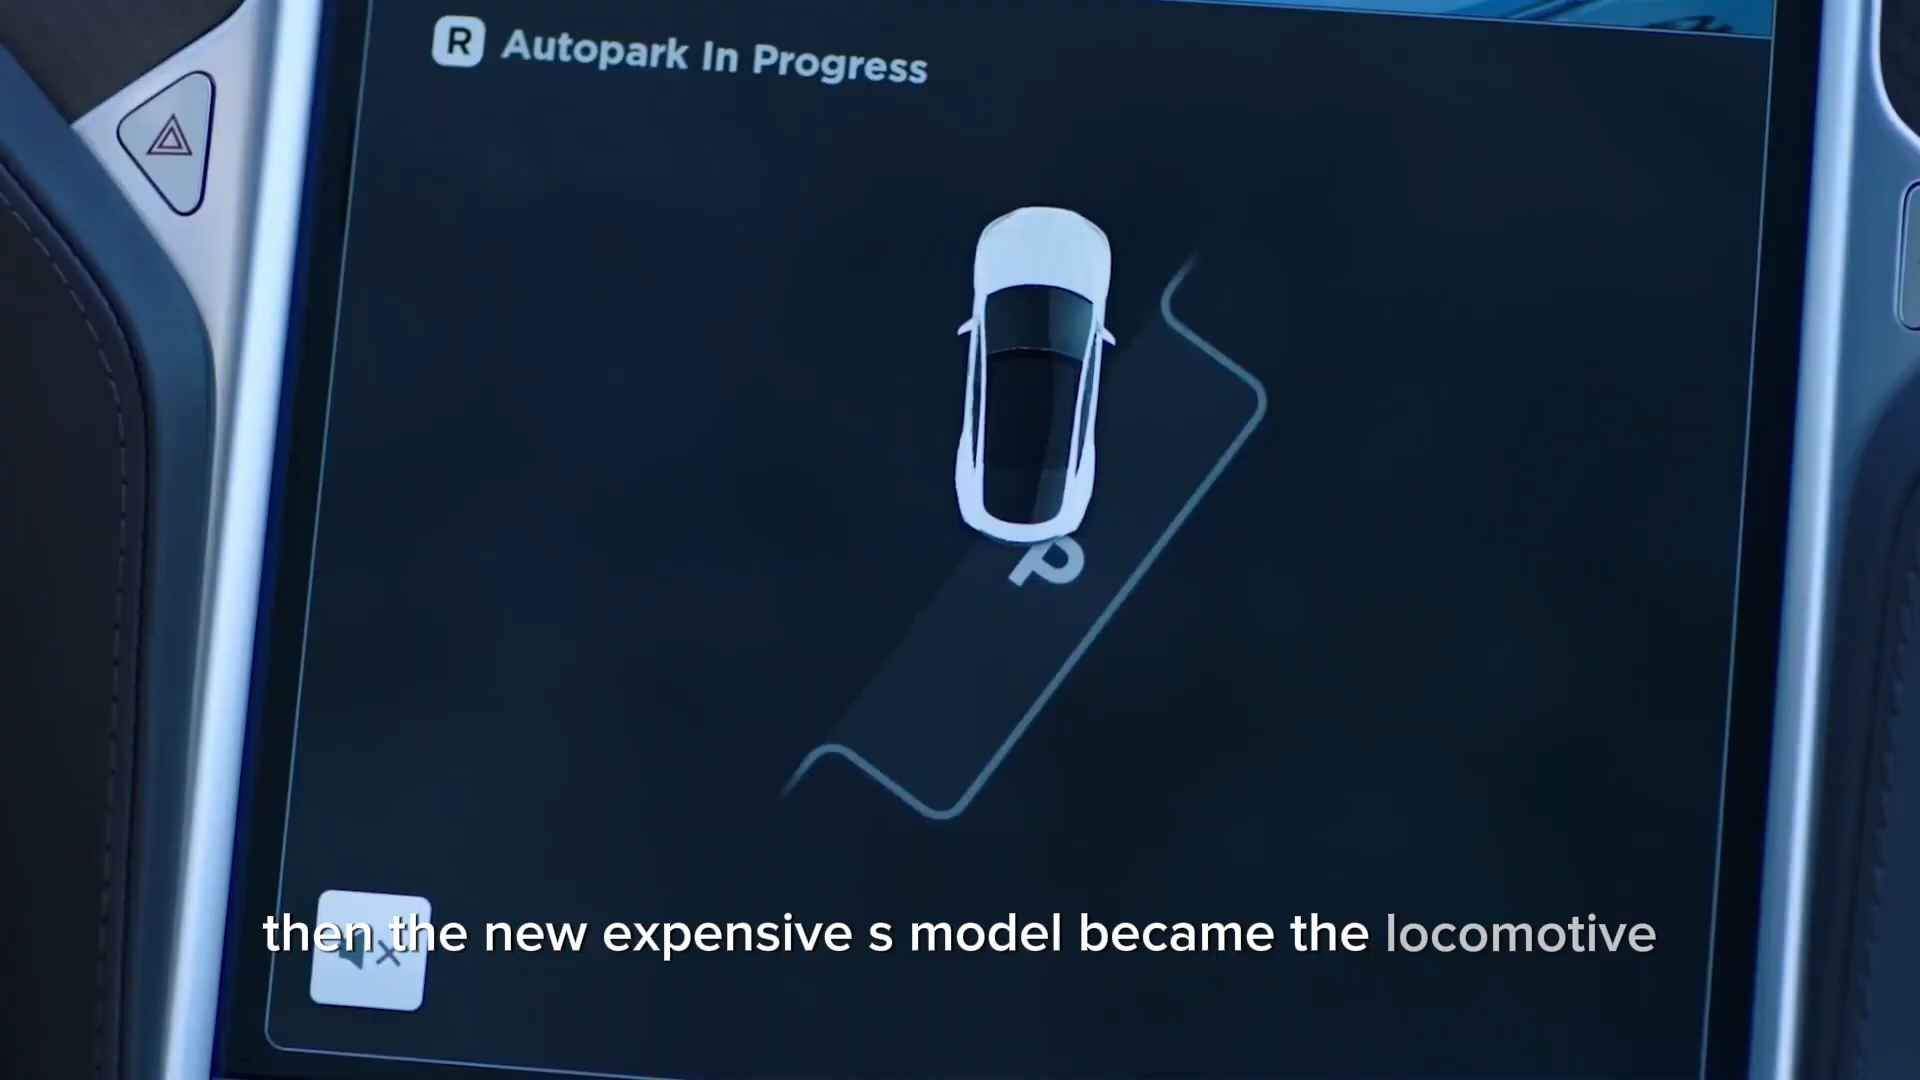 R Autopark In Progress
P
then the new expensive s model became the locomotive